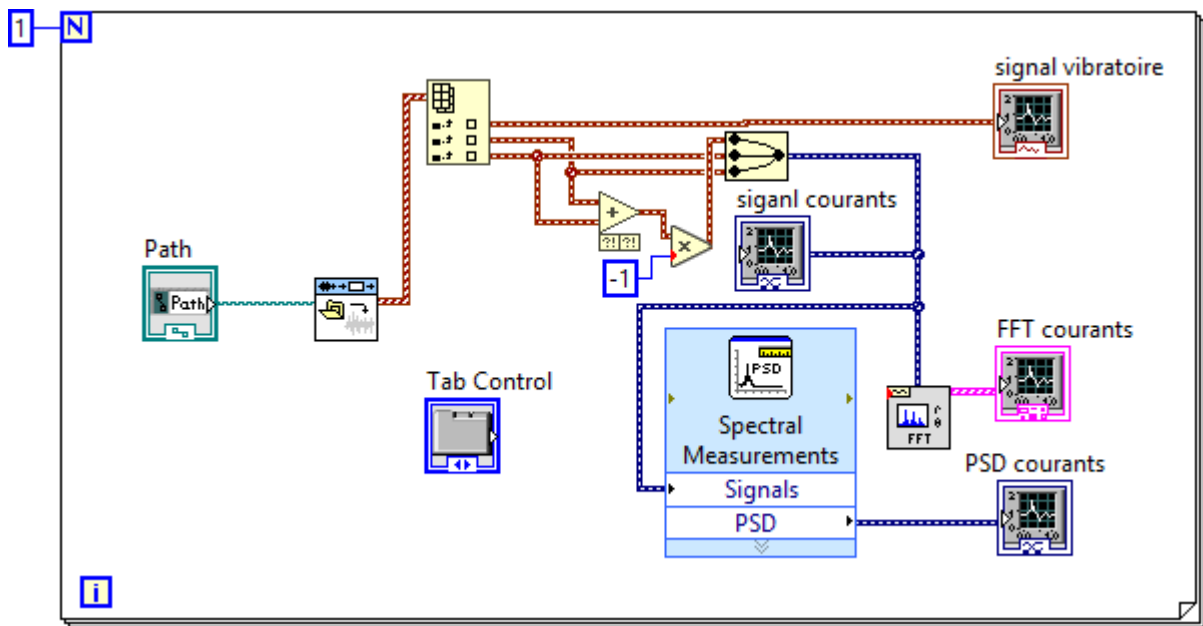 1
N
signal vibratoire
siganl courants
Path
Path
-1
FFT courants
PSD
Tab Control
Spectral
Measurements
FFT
PSD courants
Signals
PSD
i